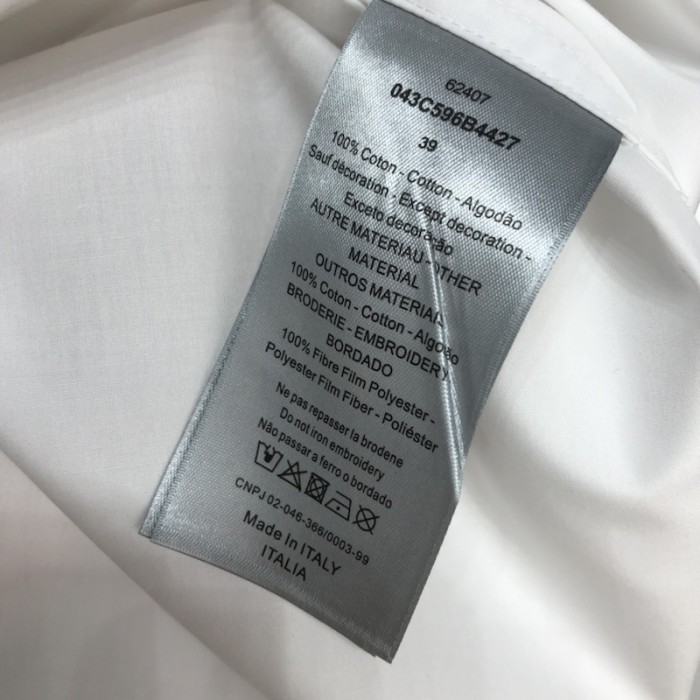 62407
043C596B4427
39
100% Coton - Cotton - Algodão
Sauf décoration - Except decoration -
Exceto decoração
AUTRE MATERIAU - OTHER
MATERIAL
OUTROS MATERIAIS
100% Coton - Cotton - Algodão
BRODERIE - EMBROIDERY
BORDADO
100% Fibre Film Polyester -
Polyester Film Fiber - Poliéster
Ne pas repasser la brodene
Do not iron embroidery
Não passar a ferro o bordado
CNPJ 02-046-366/0003-99
Made In ITALY
ITALIA